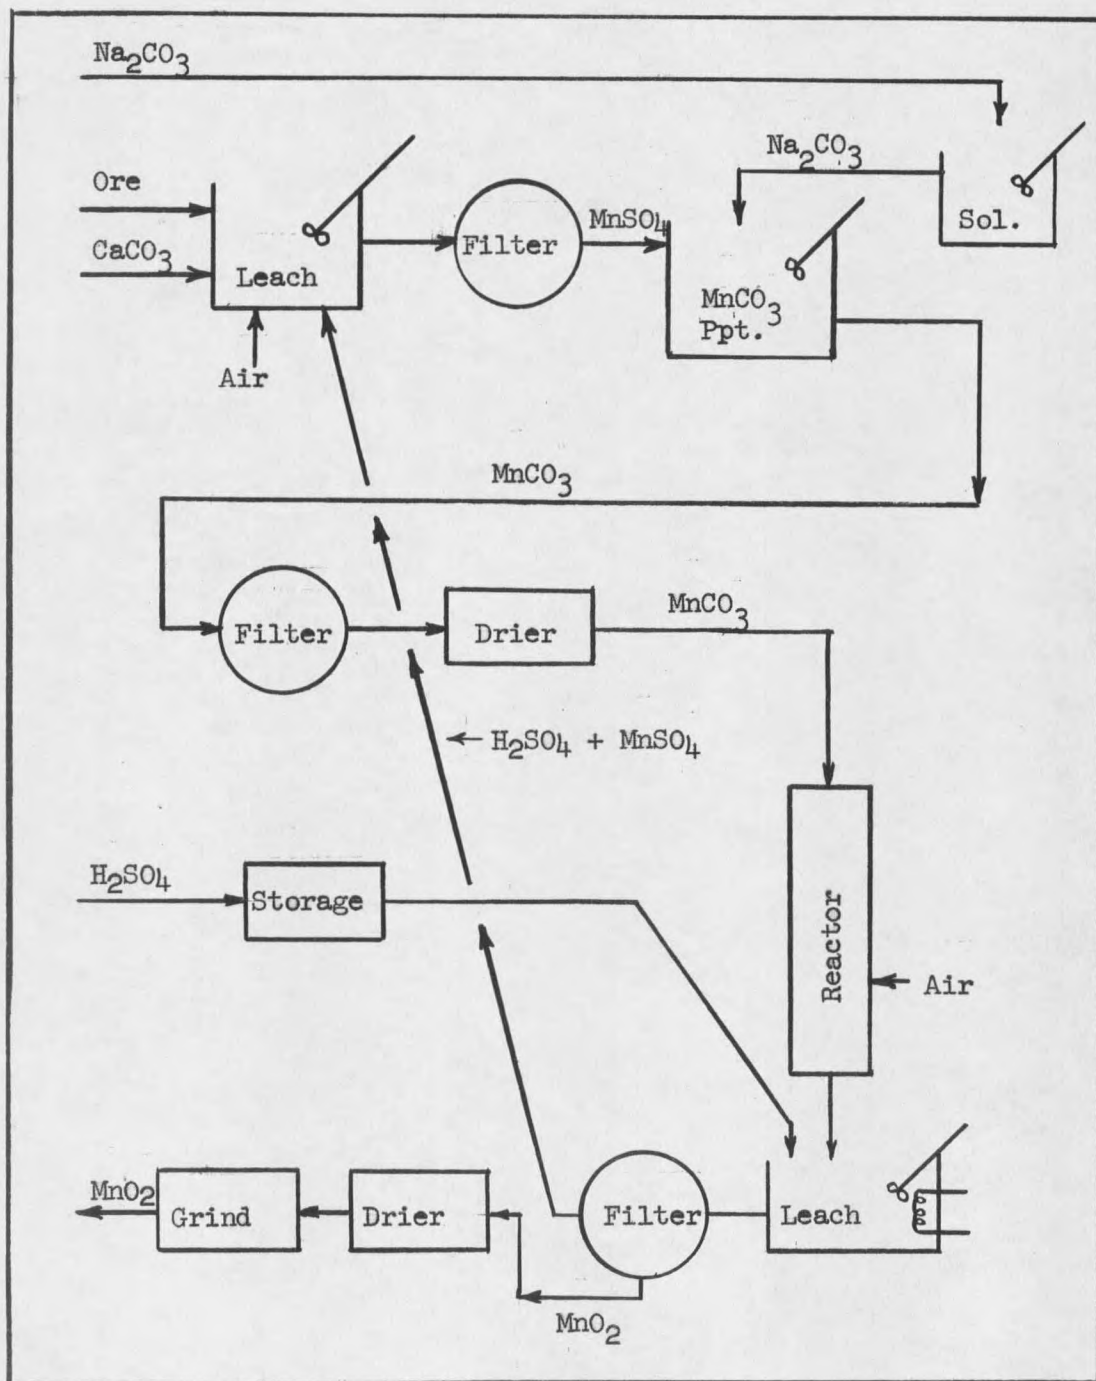 Na₂CO₃
Na₂CO₃
Ore
Sol.
MnSO₄
Filter
CaCO₃
Leach
MnCO₃
Ppt.
Air
MnCO₃
MnCO₃
Filter
Drier
H₂SO₄ + MnSO₄
H₂SO₄
Storage
Reactor
Air
MnO₂
Grind
Drier
Filter
Leach
MnO₂